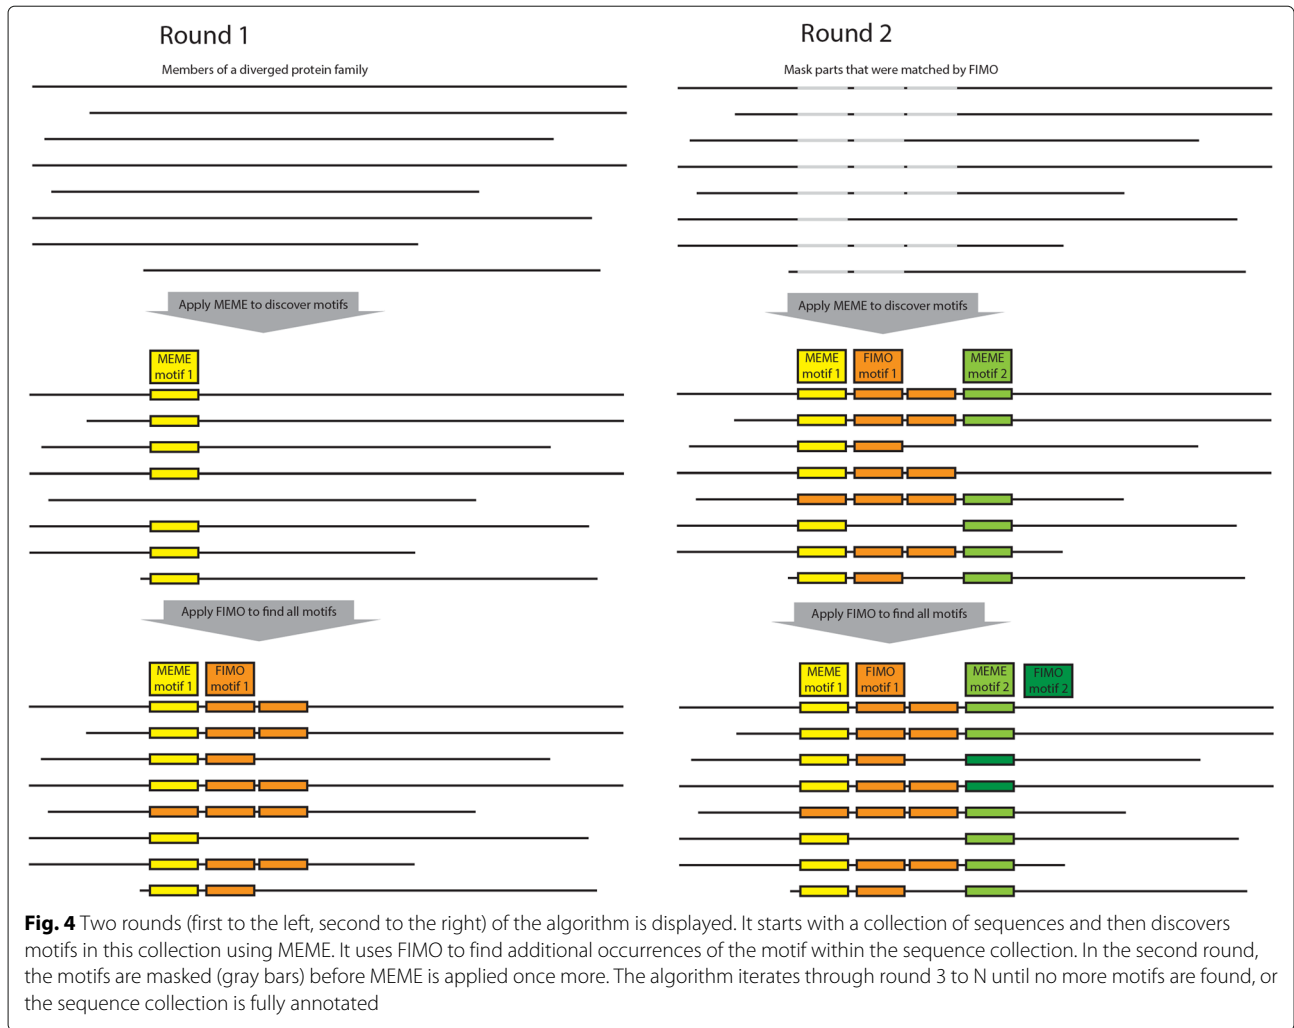 Round 1
Members of a diverged protein family
Apply MEME to discover motifs
MEME
motif 1
Apply FIMO to find all motifs
MEME
motif 1
FIMO
motif 1
Round 2
Mask parts that were matched by FIMO
Apply MEME to discover motifs
MEME
motif 1
FIMO
motif 1
MEME
motif 2
Apply FIMO to find all motifs
MEME
motif 1
FIMO
motif 1
MEME
motif 2
FIMO
motif 2
Fig. 4 Two rounds (first to the left, second to the right) of the algorithm is displayed. It starts with a collection of sequences and then discovers
motifs in this collection using MEME. It uses FIMO to find additional occurrences of the motif within the sequence collection. In the second round,
the motifs are masked (gray bars) before MEME is applied once more. The algorithm iterates through round 3 to N until no more motifs are found, or
the sequence collection is fully annotated